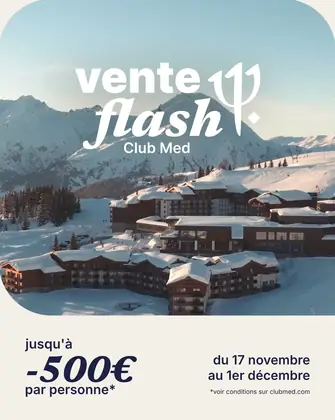 vente
flash
Club Med
jusqu'à
-500€
par personne*
du 17 novembre
au 1er décembre
*voir conditions sur clubmed.com